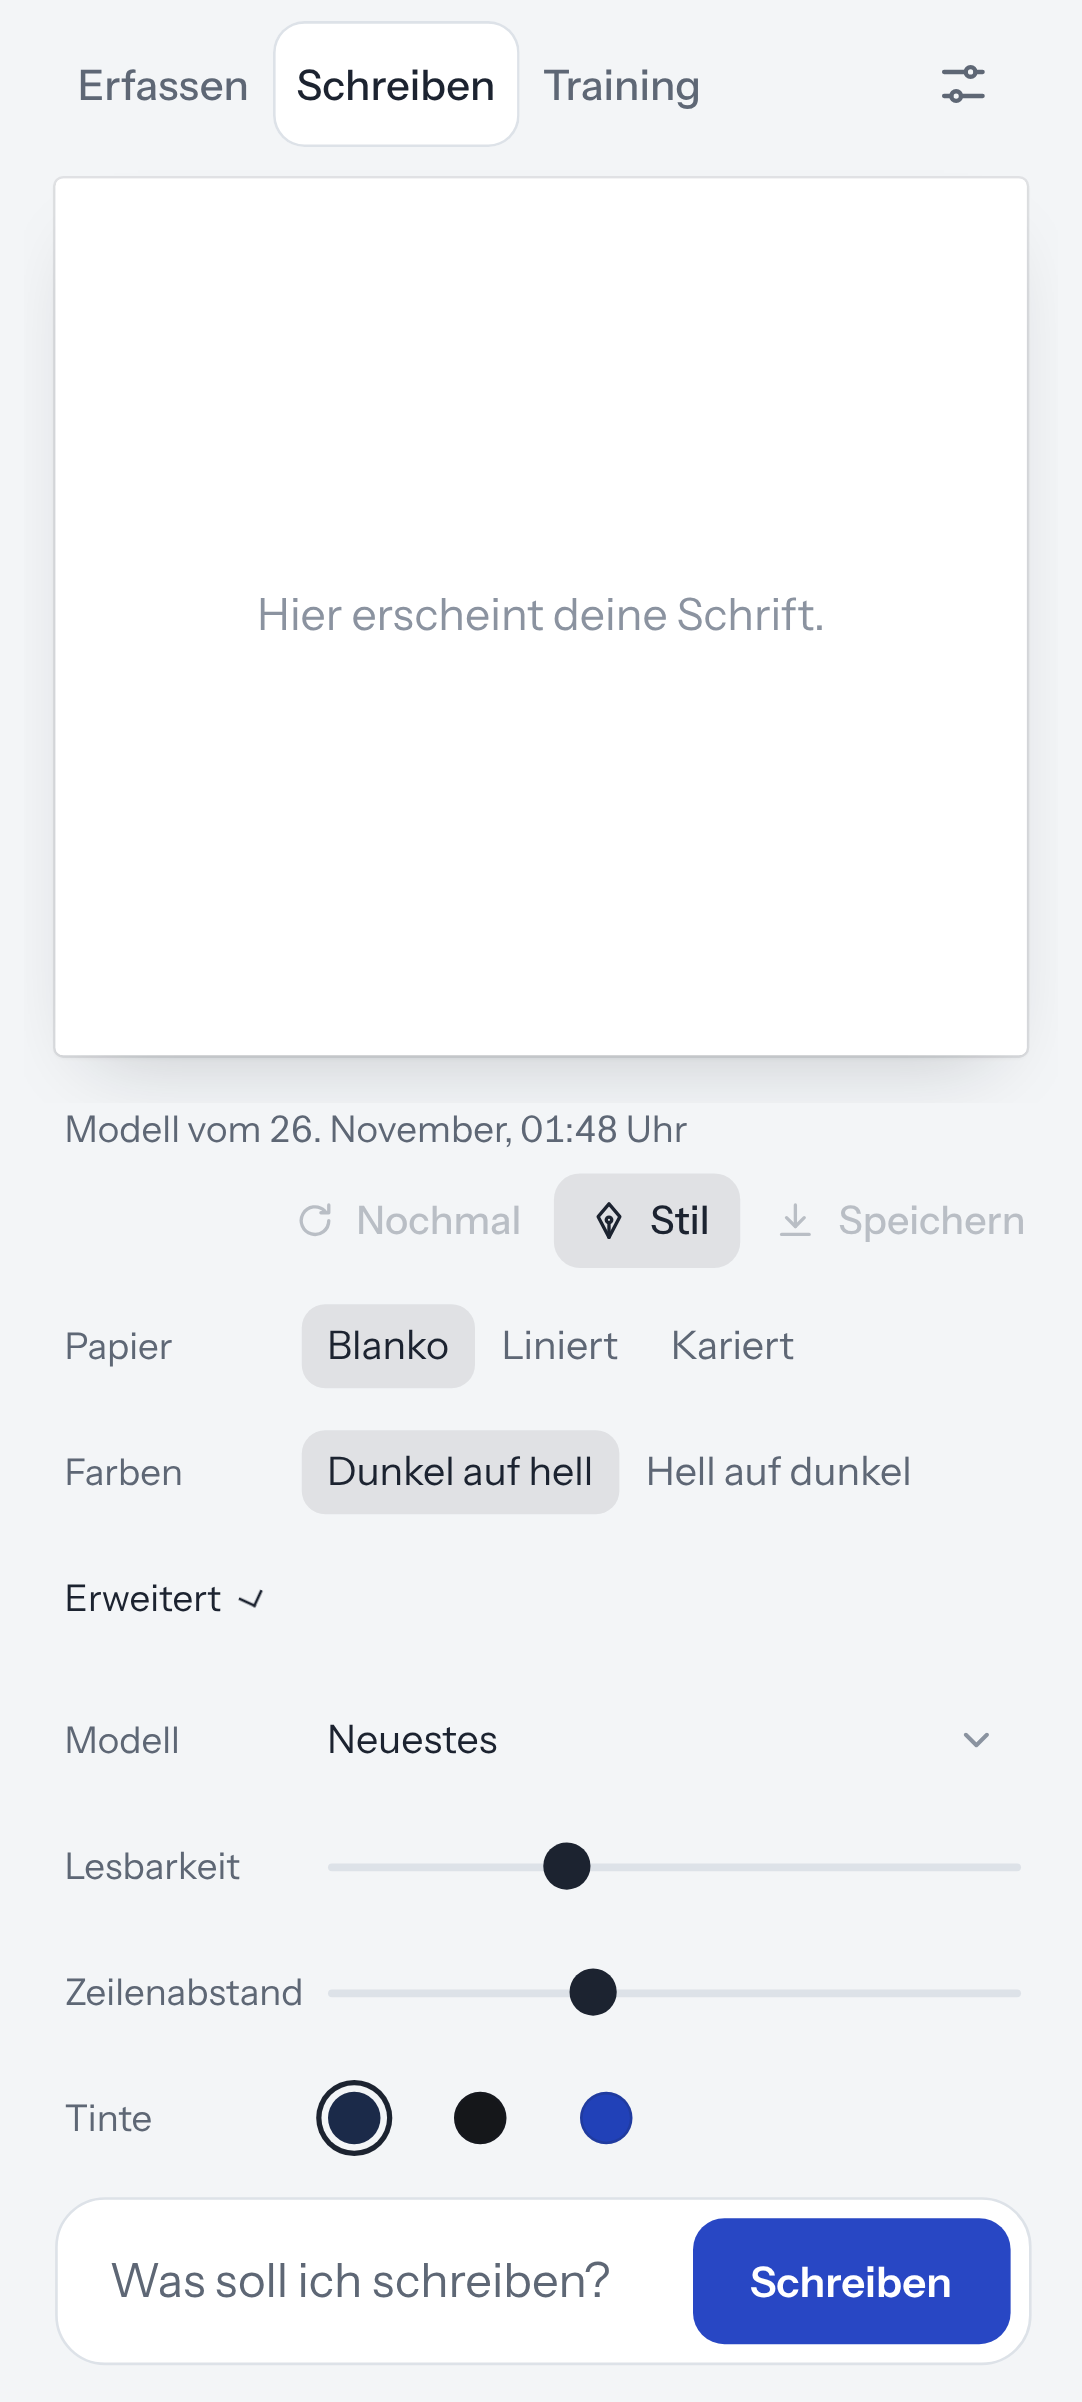 Erfassen Schreiben Training
Hier erscheint deine Schrift.
Modell vom 26. November, 01:48 Uhr
Nochmal Stil Speichern
Papier Blanko Liniert Kariert
Farben Dunkel auf hell Hell auf dunkel
Erweitert
Modell Neuestes
Lesbarkeit
Zeilenabstand
Tinte
Was soll ich schreiben? Schreiben